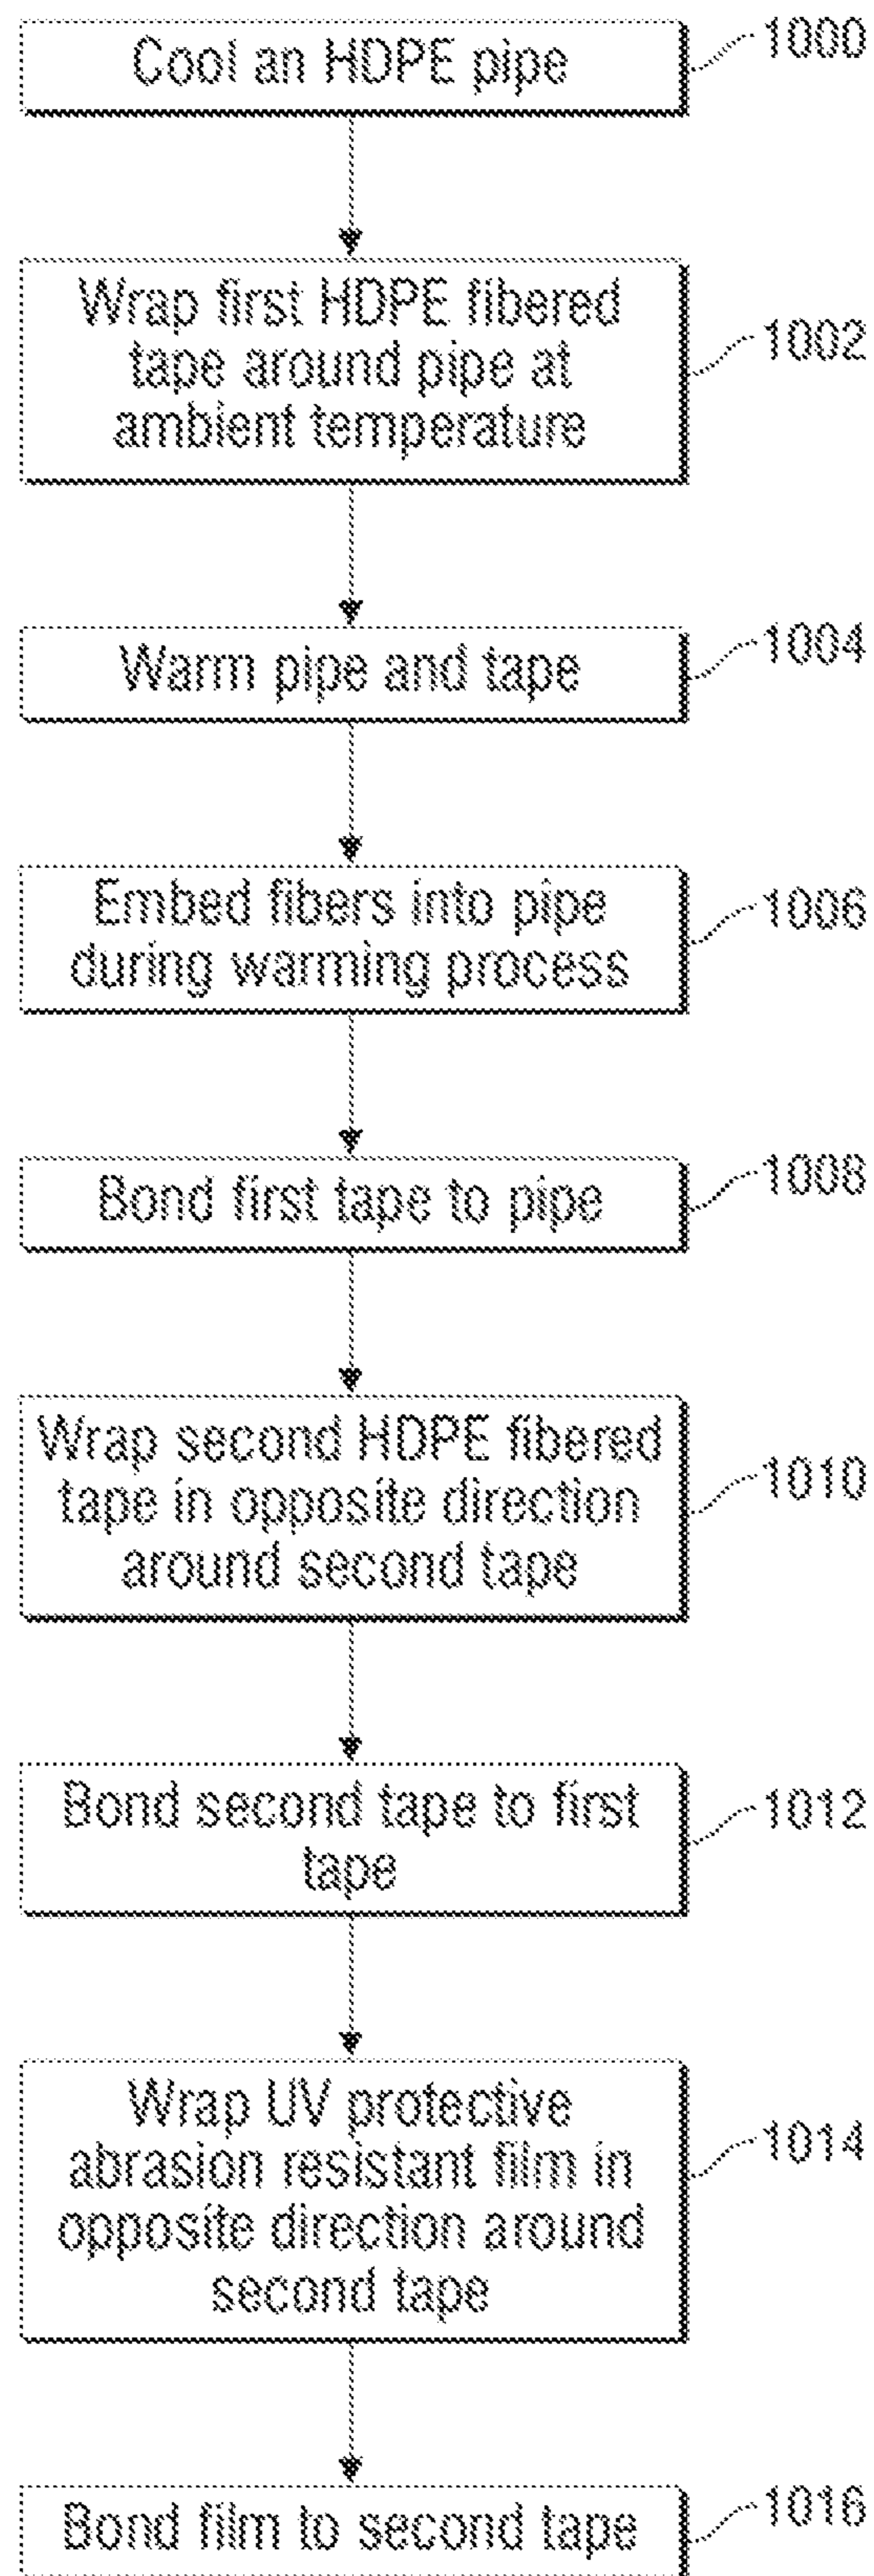 Cool an HDPE pipe
1000
Wrap first HDPE fibered
tape around pipe at
ambient temperature
1002
Warm pipe and tape
1004
Embed fibers into pipe
during warming process
1006
Bond first tape to pipe
1008
Wrap second HDPE fibered
tape in opposite direction
around second tape
1010
Bond second tape to first
tape
1012
Wrap UV protective
abrasion resistant film in
opposite direction around
second tape
1014
Bond film to second tape
1016